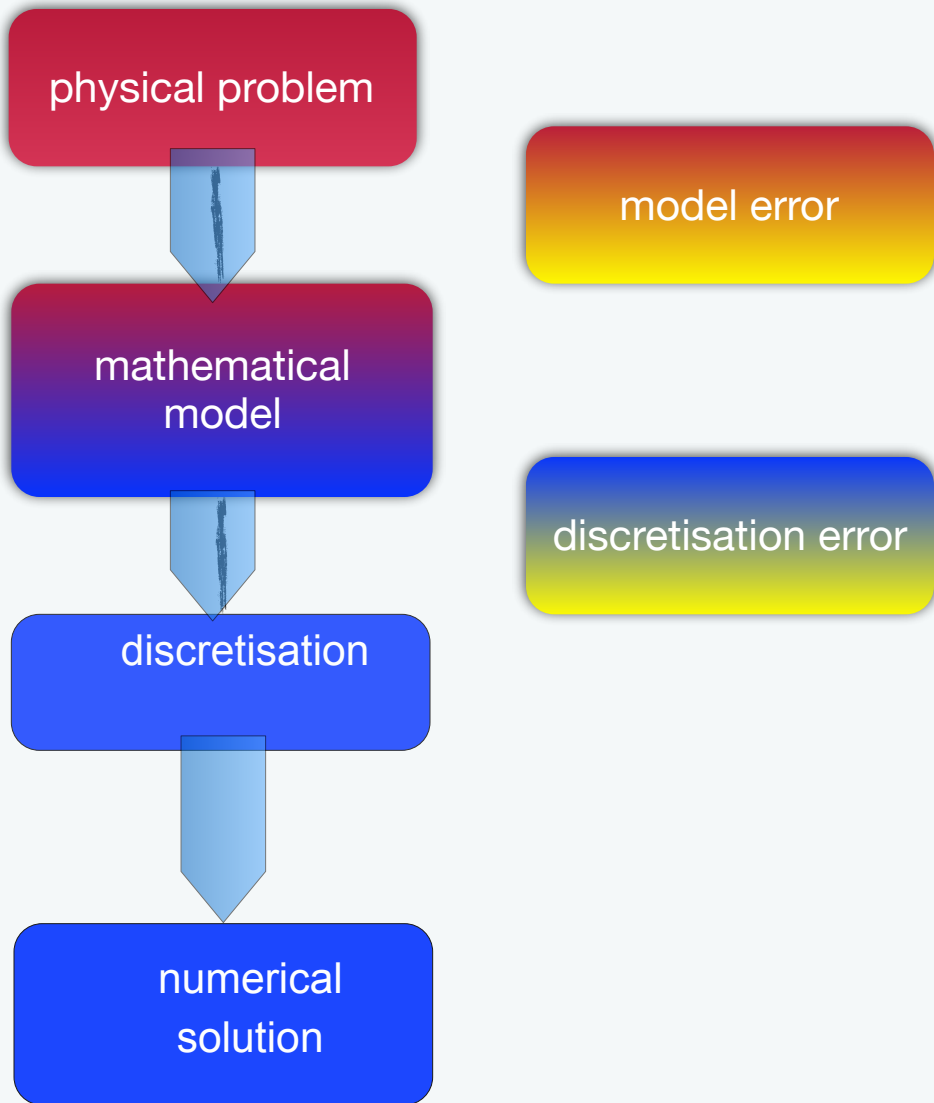 physical problem
model error
mathematical
model
discretisation error
discretisation
numerical
solution